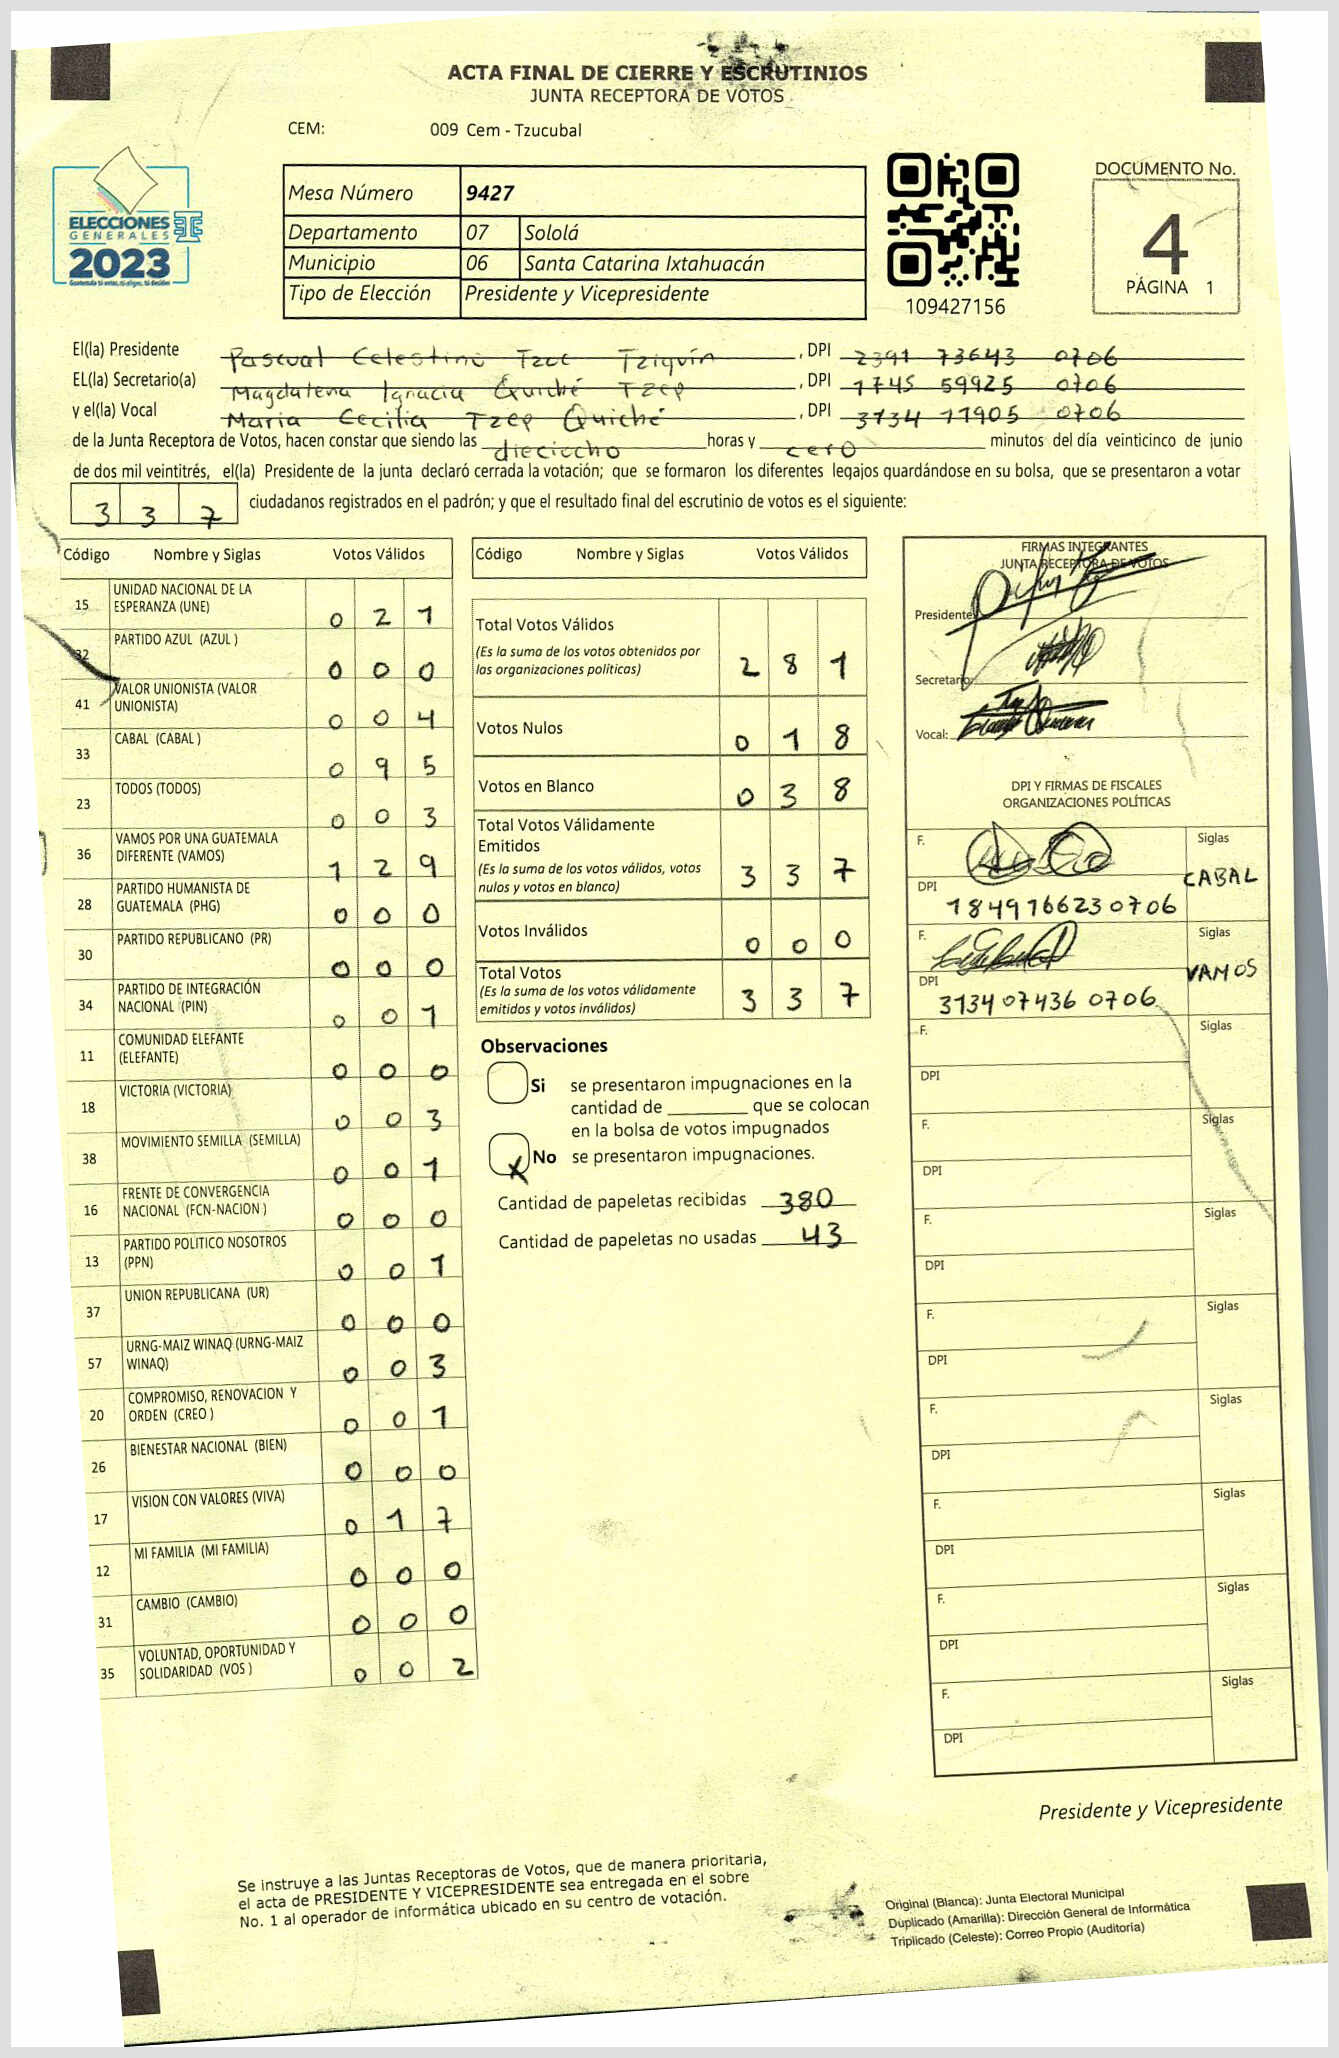 ACTA FINAL DE CIERRE Y ESCRUTINIOS
JUNTA RECEPTORA DE VOTOS
CEM: 009 Cem - Tzucubal
ELECCIONES
GENERALES
2023
Mesa Número 9427
Departamento 07 Sololá
Municipio 06 Santa Catarina Ixtahuacán
Tipo de Elección Presidente y Vicepresidente
109427156
DOCUMENTO No.
4
PÁGINA 1
El(la) Presidente Pascual Celestino Tzoc Tziquín, DPI 2391 73643 0706
EL(la) Secretario(a) Magdalena Ignacia Quiché Tzep, DPI 1745 59925 0706
y el(la) Vocal Maria Cecilia Tzep Quiché, DPI 3734 77905 0706
de la Junta Receptora de Votos, hacen constar que siendo las dieciocho horas y cero minutos del día veinticinco de junio
de dos mil veintitrés, el(la) Presidente de la junta declaró cerrada la votación; que se formaron los diferentes legajos guardándose en su bolsa, que se presentaron a votar
3 3 7 ciudadanos registrados en el padrón; y que el resultado final del escrutinio de votos es el siguiente:
Código Nombre y Siglas Votos Válidos
15 UNIDAD NACIONAL DE LA ESPERANZA (UNE) 0 2 1
32 PARTIDO AZUL (AZUL ) 0 0 0
41 VALOR UNIONISTA (VALOR UNIONISTA) 0 0 4
33 CABAL (CABAL ) 0 9 5
23 TODOS (TODOS) 0 0 3
36 VAMOS POR UNA GUATEMALA DIFERENTE (VAMOS) 1 2 9
28 PARTIDO HUMANISTA DE GUATEMALA (PHG) 0 0 0
30 PARTIDO REPUBLICANO (PR) 0 0 0
34 PARTIDO DE INTEGRACIÓN NACIONAL (PIN) 0 0 1
11 COMUNIDAD ELEFANTE (ELEFANTE) 0 0 0
18 VICTORIA (VICTORIA) 0 0 3
38 MOVIMIENTO SEMILLA (SEMILLA) 0 0 1
16 FRENTE DE CONVERGENCIA NACIONAL (FCN-NACION ) 0 0 0
13 PARTIDO POLITICO NOSOTROS (PPN) 0 0 1
37 UNION REPUBLICANA (UR) 0 0 0
57 URNG-MAIZ WINAQ (URNG-MAIZ WINAQ) 0 0 3
20 COMPROMISO, RENOVACION Y ORDEN (CREO ) 0 0 1
26 BIENESTAR NACIONAL (BIEN) 0 0 0
17 VISION CON VALORES (VIVA) 0 1 7
12 MI FAMILIA (MI FAMILIA) 0 0 0
31 CAMBIO (CAMBIO) 0 0 0
35 VOLUNTAD, OPORTUNIDAD Y SOLIDARIDAD (VOS ) 0 0 2
Código Nombre y Siglas Votos Válidos
Total Votos Válidos
(Es la suma de los votos obtenidos por
las organizaciones políticas) 2 8 1
Votos Nulos 0 1 8
Votos en Blanco 0 3 8
Total Votos Válidamente
Emitidos
(Es la suma de los votos válidos, votos
nulos y votos en blanco) 3 3 7
Votos Inválidos 0 0 0
Total Votos
(Es la suma de los votos válidamente
emitidos y votos inválidos) 3 3 7
Observaciones
Si se presentaron impugnaciones en la
cantidad de ________ que se colocan
en la bolsa de votos impugnados
X No se presentaron impugnaciones.
Cantidad de papeletas recibidas 380
Cantidad de papeletas no usadas 43
FIRMAS INTEGRANTES
JUNTA RECEPTORA DE VOTOS
Presidente:
Secretario:
Vocal:
DPI Y FIRMAS DE FISCALES
ORGANIZACIONES POLÍTICAS
F. Siglas
CABAL
DPI 1849766230706
F. Siglas
VAMOS
DPI 3134074360706
F. Siglas
DPI
F. Siglas
DPI
F. Siglas
DPI
F. Siglas
DPI
F. Siglas
DPI
F. Siglas
DPI
F. Siglas
DPI
F. Siglas
DPI
Presidente y Vicepresidente
Se instruye a las Juntas Receptoras de Votos, que de manera prioritaria,
el acta de PRESIDENTE Y VICEPRESIDENTE sea entregada en el sobre
No. 1 al operador de informática ubicado en su centro de votación.
Original (Blanca): Junta Electoral Municipal
Duplicado (Amarilla): Dirección General de Informática
Triplicado (Celeste): Correo Propio (Auditoría)